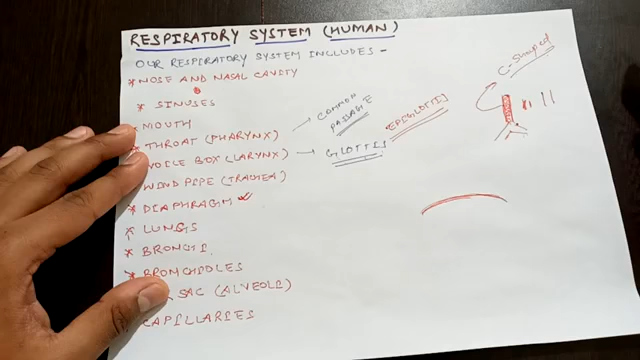 RESPIRATORY SYSTEM (HUMAN)
OUR RESPIRATORY SYSTEM INCLUDES -
* NOSE AND NASAL CAVITY
* SINUSES
* MOUTH
* THROAT (PHARYNX)
VOICE BOX (LARYNX)
WIND PIPE (TRACHEA)
* DIAPHRAGM
* LUNGS
* BRONCHI
* BRONCHIOLES
SAC (ALVEOLI)
CAPILLARIES
COMMON PASSAGE
GLOTTIS
*EPIGLOTTIS
C-Shaped